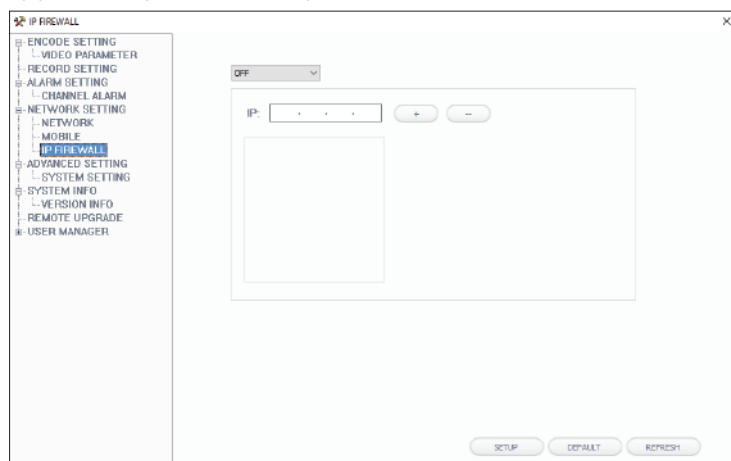 IP FIREWALL
ENCODE SETTING
VIDEO PARAMETER
RECORD SETTING
ALARM SETTING
CHANNEL ALARM
NETWORK SETTING
NETWORK
MOBILE
IP FIREWALL
ADVANCED SETTING
SYSTEM SETTING
SYSTEM INFO
VERSION INFO
REMOTE UPGRADE
USER MANAGER
OFF
IP: . . . + --
SETUP DEFAULT REFRESH